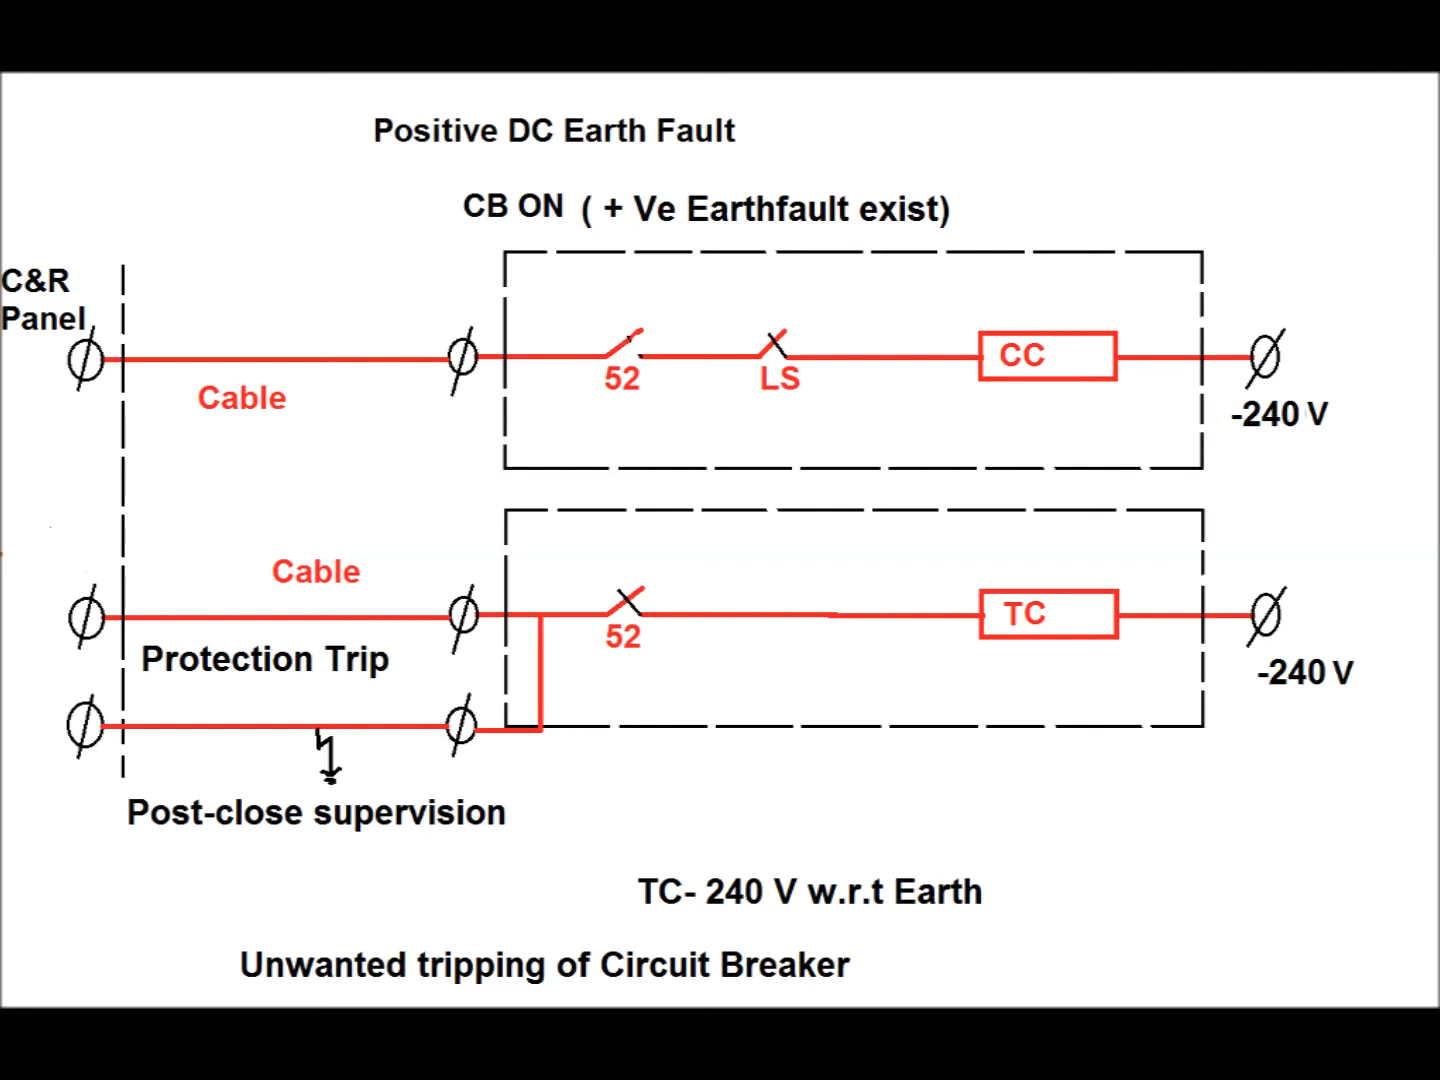 Positive DC Earth Fault
CB ON ( + Ve Earthfault exist)
C&R
Panel
Cable
52
LS
CC
-240 V
Cable
Protection Trip
52
TC
-240 V
Post-close supervision
TC- 240 V w.r.t Earth
Unwanted tripping of Circuit Breaker